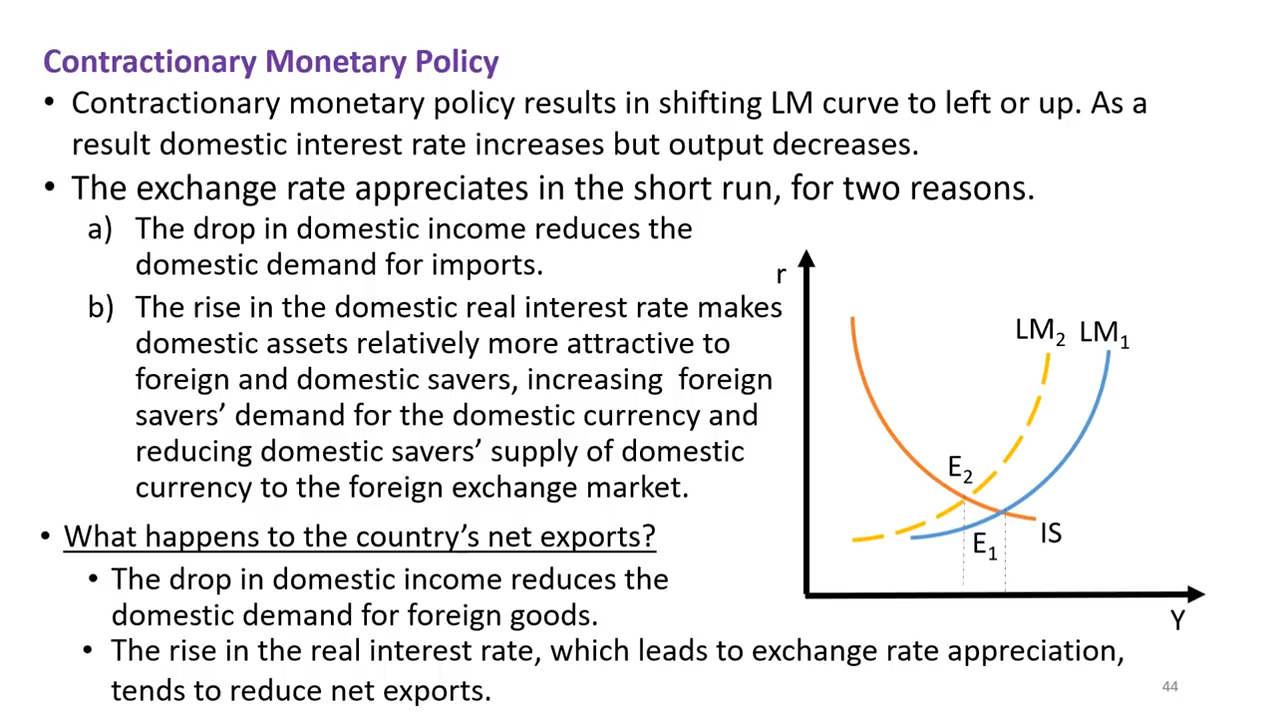 Contractionary Monetary Policy
• Contractionary monetary policy results in shifting LM curve to left or up. As a
result domestic interest rate increases but output decreases.
• The exchange rate appreciates in the short run, for two reasons.
a) The drop in domestic income reduces the
domestic demand for imports.
b) The rise in the domestic real interest rate makes
domestic assets relatively more attractive to
foreign and domestic savers, increasing foreign
savers’ demand for the domestic currency and
reducing domestic savers’ supply of domestic
currency to the foreign exchange market.
• What happens to the country’s net exports?
• The drop in domestic income reduces the
domestic demand for foreign goods.
• The rise in the real interest rate, which leads to exchange rate appreciation,
tends to reduce net exports.
r
LM₂ LM₁
E₂
E₁
IS
Y
44